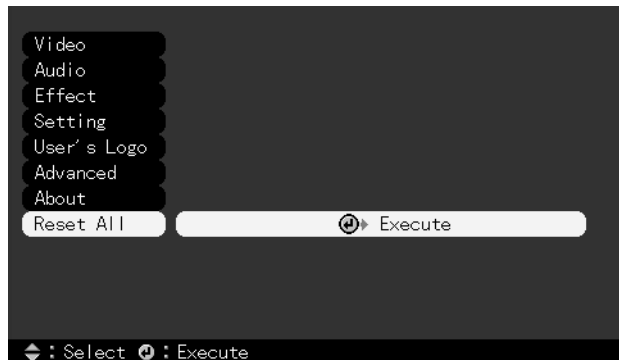 Video
Audio
Effect
Setting
User's Logo
Advanced
About
Reset All Execute
: Select : Execute